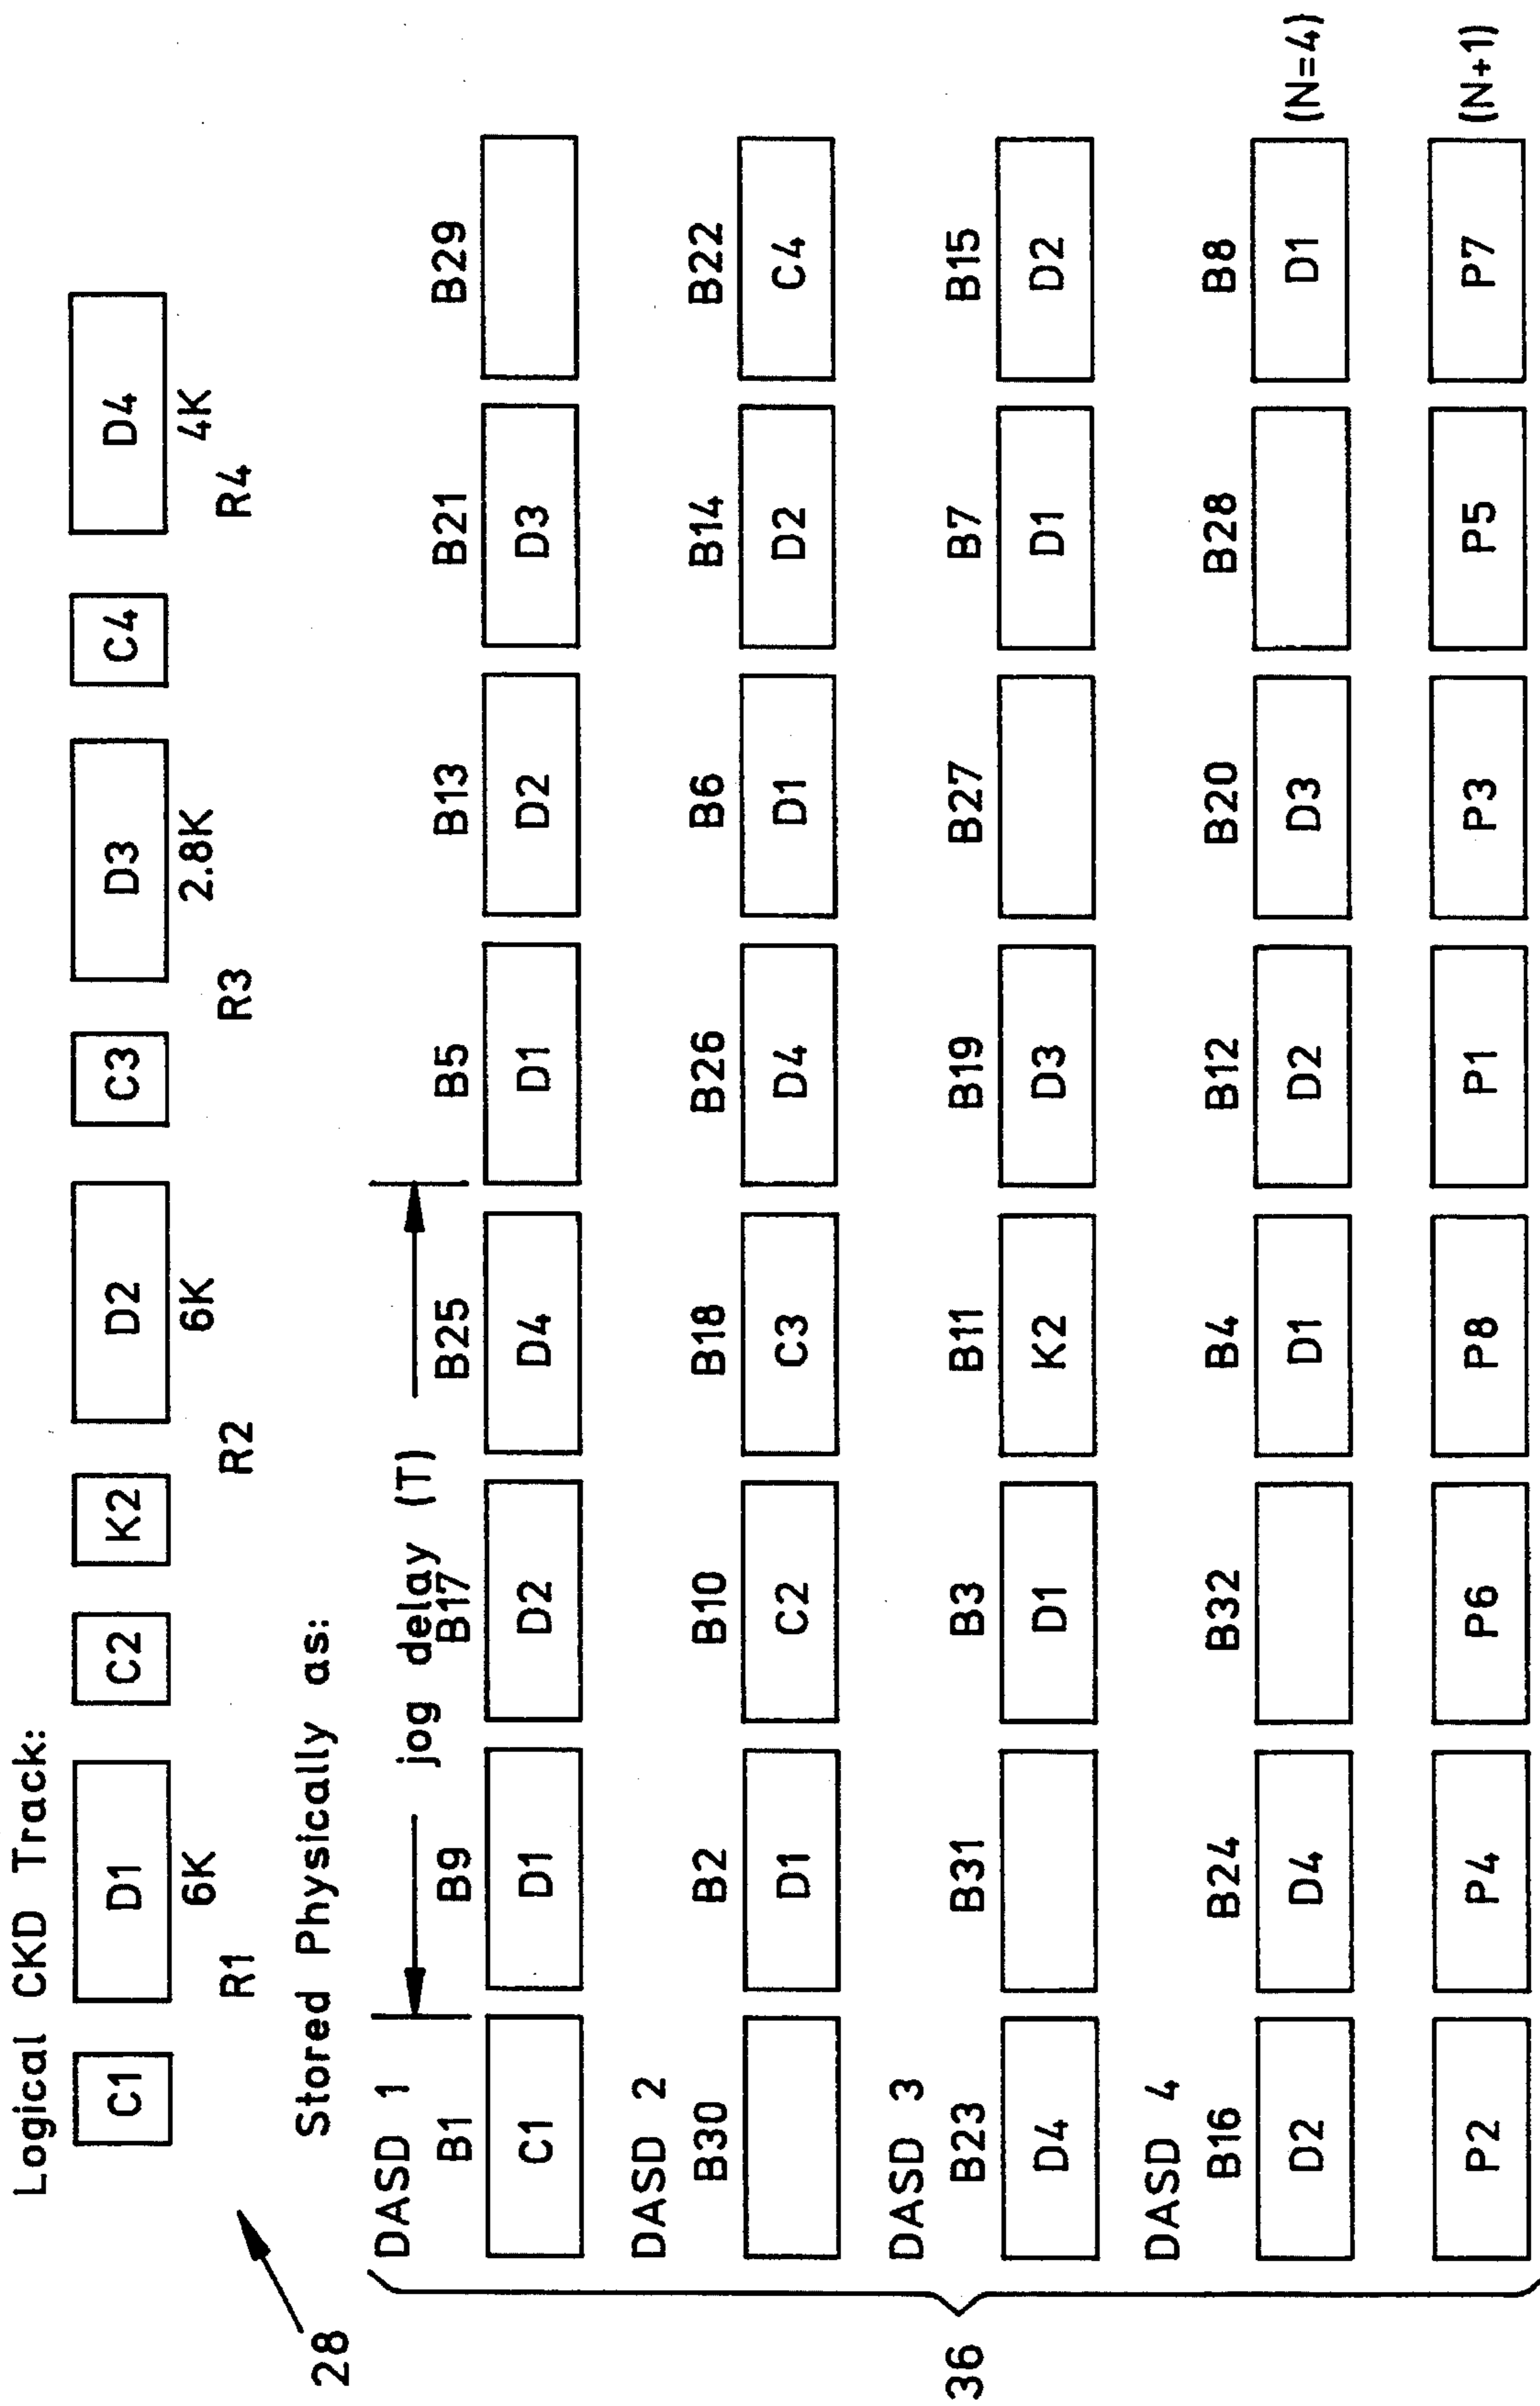 Logical CKD Track:
C1 D1 C2 K2 D2 C3 D3 C4 D4
6K 6K 2.8K 4K
R1 R2 R3 R4
28
Stored Physically as:
jog delay (T)
DASD 1
B1 B9 B17 B25 B5 B13 B21 B29
C1 D1 D2 D4 D1 D2 D3
DASD 2
B30 B2 B10 B18 B26 B6 B14 B22
D1 C2 C3 D4 D1 D2 C4
DASD 3
B23 B31 B3 B11 B19 B27 B7 B15
D4 D1 K2 D3 D1 D2
DASD 4
B16 B24 B32 B4 B12 B20 B28 B8
D2 D4 D1 D2 D3 D1 (N=4)
P2 P4 P6 P8 P1 P3 P5 P7 (N+1)
36